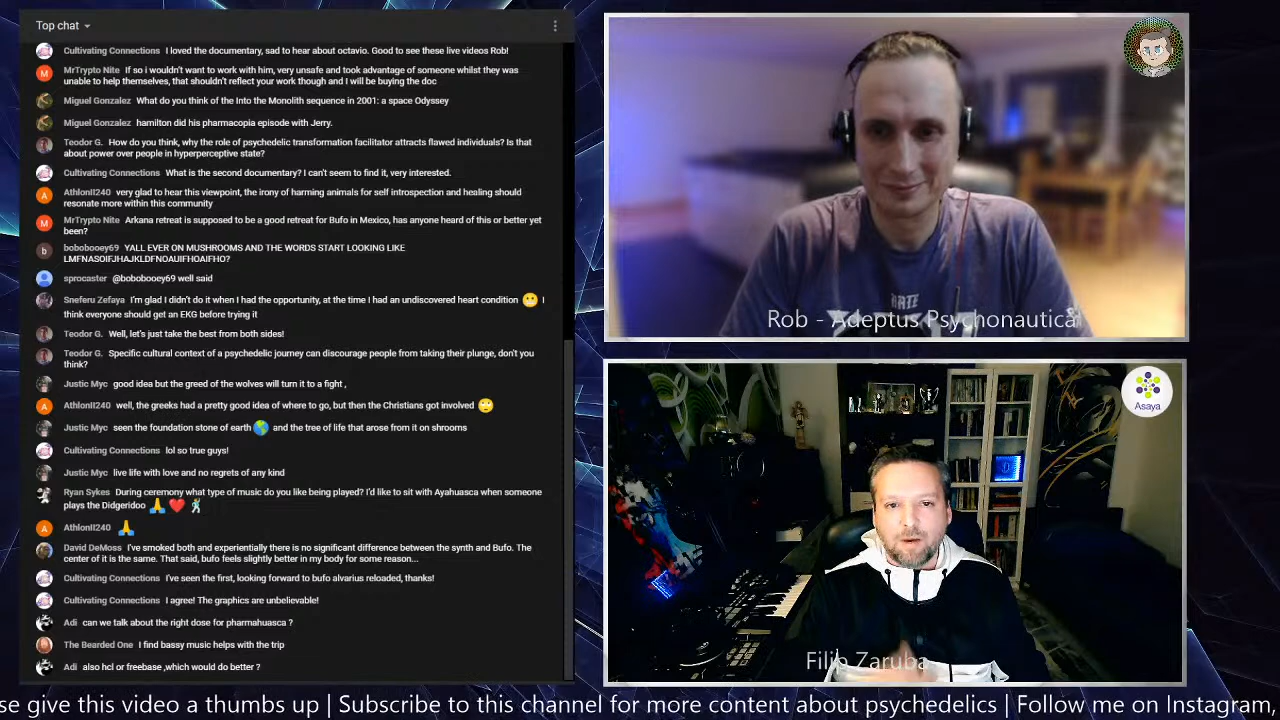 Top chat
Cultivating Connections I loved the documentary, sad to hear about octavio. Good to see these live videos Rob!
MrTrypto Nite If so i wouldn't want to work with him, very unsafe and took advantage of someone whilst they was
unable to help themselves, that shouldn't reflect your work though and I will be buying the doc
Miguel Gonzalez What do you think of the Into the Monolith sequence in 2001: a space Odyssey
Miguel Gonzalez hamilton did his pharmacopia episode with Jerry.
Teodor G. How do you think, why the role of psychedelic transformation facilitator attracts flawed individuals? Is that
about power over people in hyperperceptive state?
Cultivating Connections What is the second documentary? I can't seem to find it, very interested.
AthlonII240 very glad to hear this viewpoint, the irony of harming animals for self introspection and healing should
resonate more within this community
MrTrypto Nite Arkana retreat is supposed to be a good retreat for Bufo in Mexico, has anyone heard of this or better yet
been?
bobobooey69 YALL EVER ON MUSHROOMS AND THE WORDS START LOOKING LIKE
LMFNASOIFJHAJKLDFNOAUIFHOAIFHO?
sprocaster @bobobooey69 well said
Sneferu Zefaya I'm glad I didn't do it when I had the opportunity, at the time I had an undiscovered heart condition 😬 I
think everyone should get an EKG before trying it
Teodor G. Well, let's just take the best from both sides!
Teodor G. Specific cultural context of a psychedelic journey can discourage people from taking their plunge, don't you
think?
Justic Myc good idea but the greed of the wolves will turn it to a fight ,
AthlonII240 well, the greeks had a pretty good idea of where to go, but then the Christians got involved 🙄
Justic Myc seen the foundation stone of earth🌎 and the tree of life that arose from it on shrooms
Cultivating Connections lol so true guys!
Justic Myc live life with love and no regrets of any kind
Ryan Sykes During ceremony what type of music do you like being played? I'd like to sit with Ayahuasca when someone
plays the Didgeridoo 🙏 ❤️ 🕺
AthlonII240 🙏
David DeMoss I've smoked both and experientially there is no significant difference between the synth and Bufo. The
center of it is the same. That said, bufo feels slightly better in my body for some reason...
Cultivating Connections I've seen the first, looking forward to bufo alvarius reloaded, thanks!
Cultivating Connections I agree! The graphics are unbelievable!
Adi can we talk about the right dose for pharmahuasca ?
The Bearded One I find bassy music helps with the trip
Adi also hcl or freebase ,which would do better ?
Rob - Adeptus Psychonautica
Asaya
Filip Zaruba
se give this video a thumbs up | Subscribe to this channel for more content about psychedelics | Follow me on Instagram,